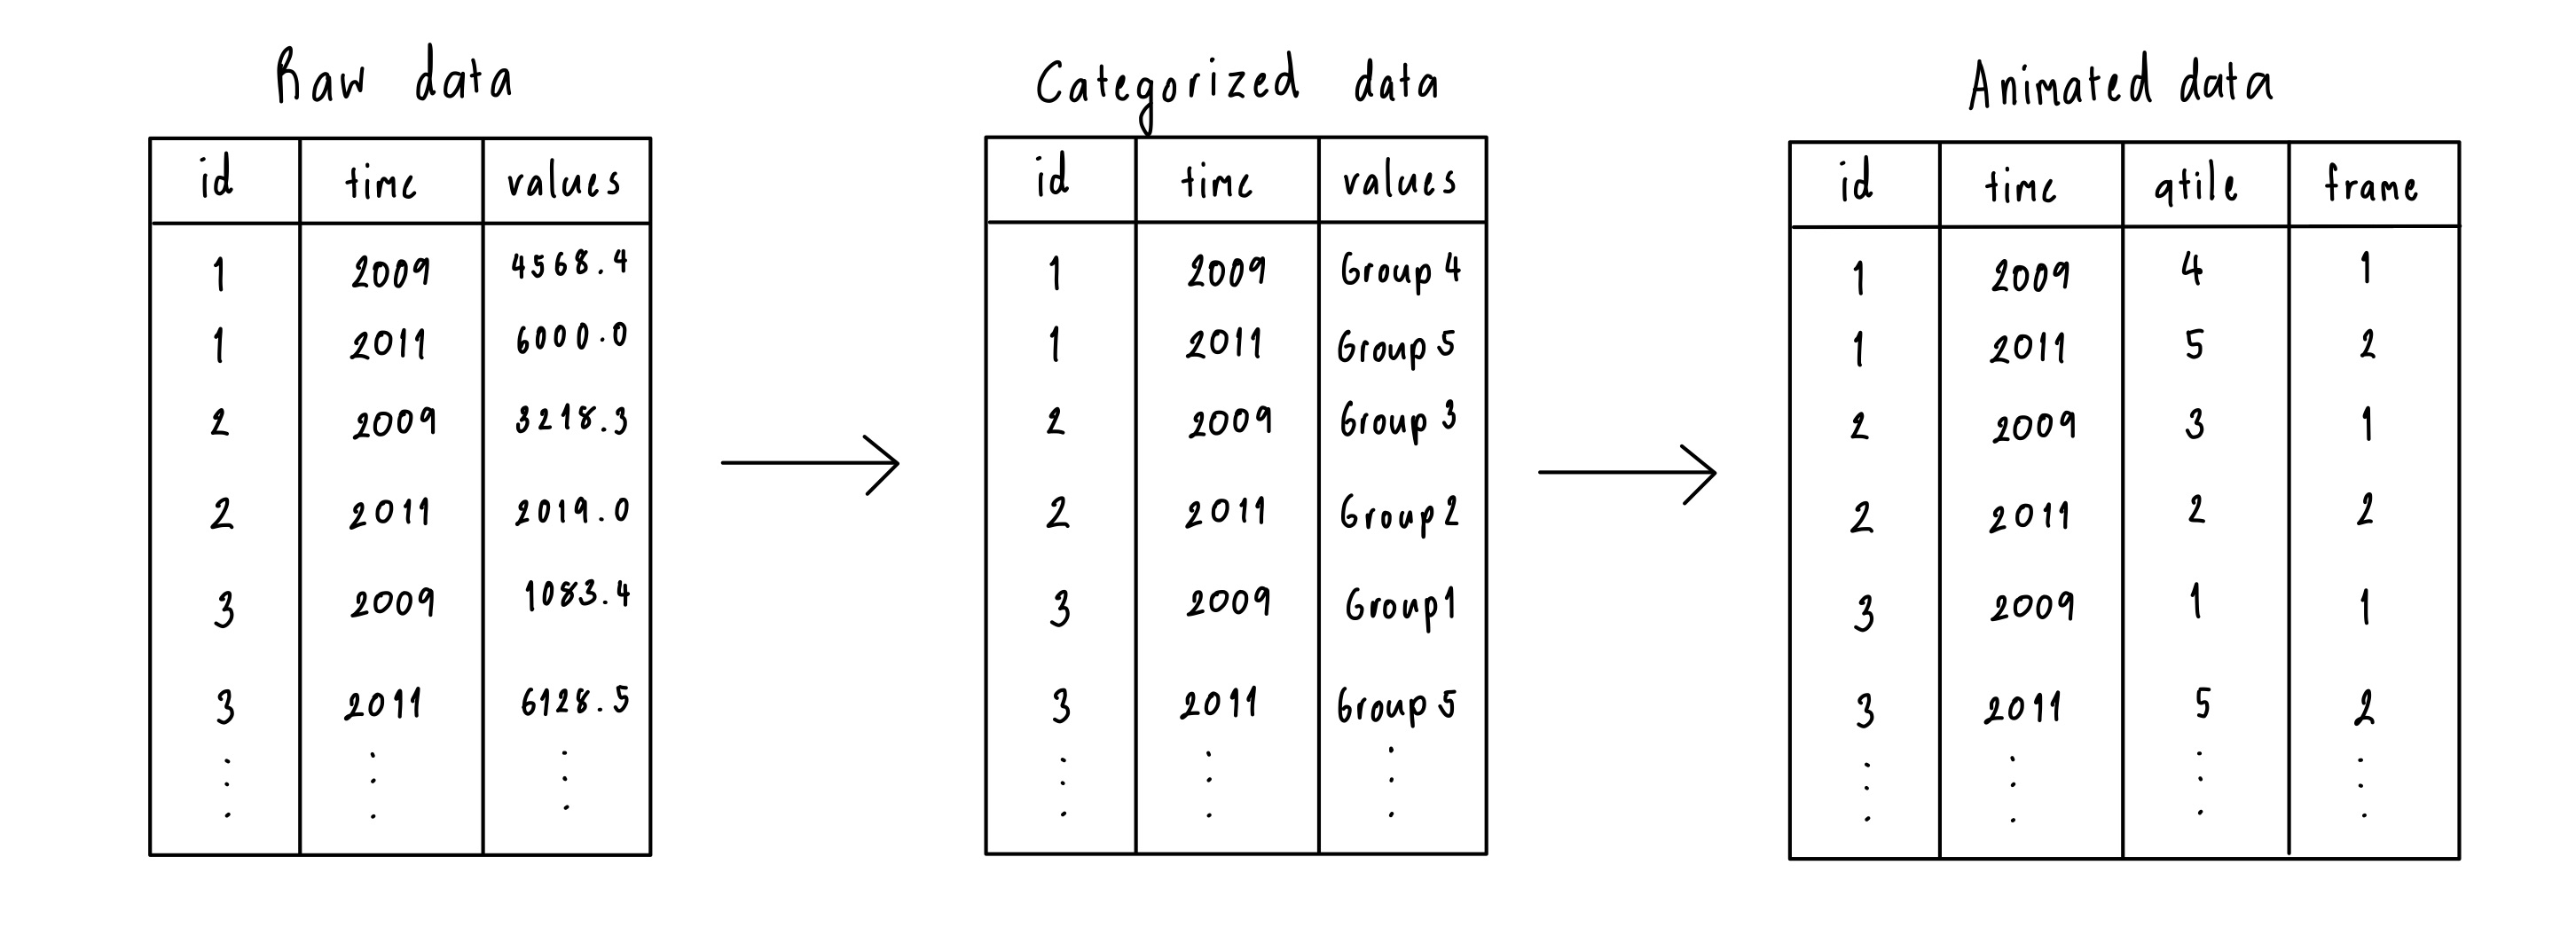 Raw data
id time values
1 2009 4568.4
1 2011 6000.0
2 2009 3218.3
2 2011 2019.0
3 2009 1083.4
3 2011 6128.5
Categorized data
id time values
1 2009 Group 4
1 2011 Group 5
2 2009 Group 3
2 2011 Group 2
3 2009 Group 1
3 2011 Group 5
Animated data
id time qtile frame
1 2009 4 1
1 2011 5 2
2 2009 3 1
2 2011 2 2
3 2009 1 1
3 2011 5 2